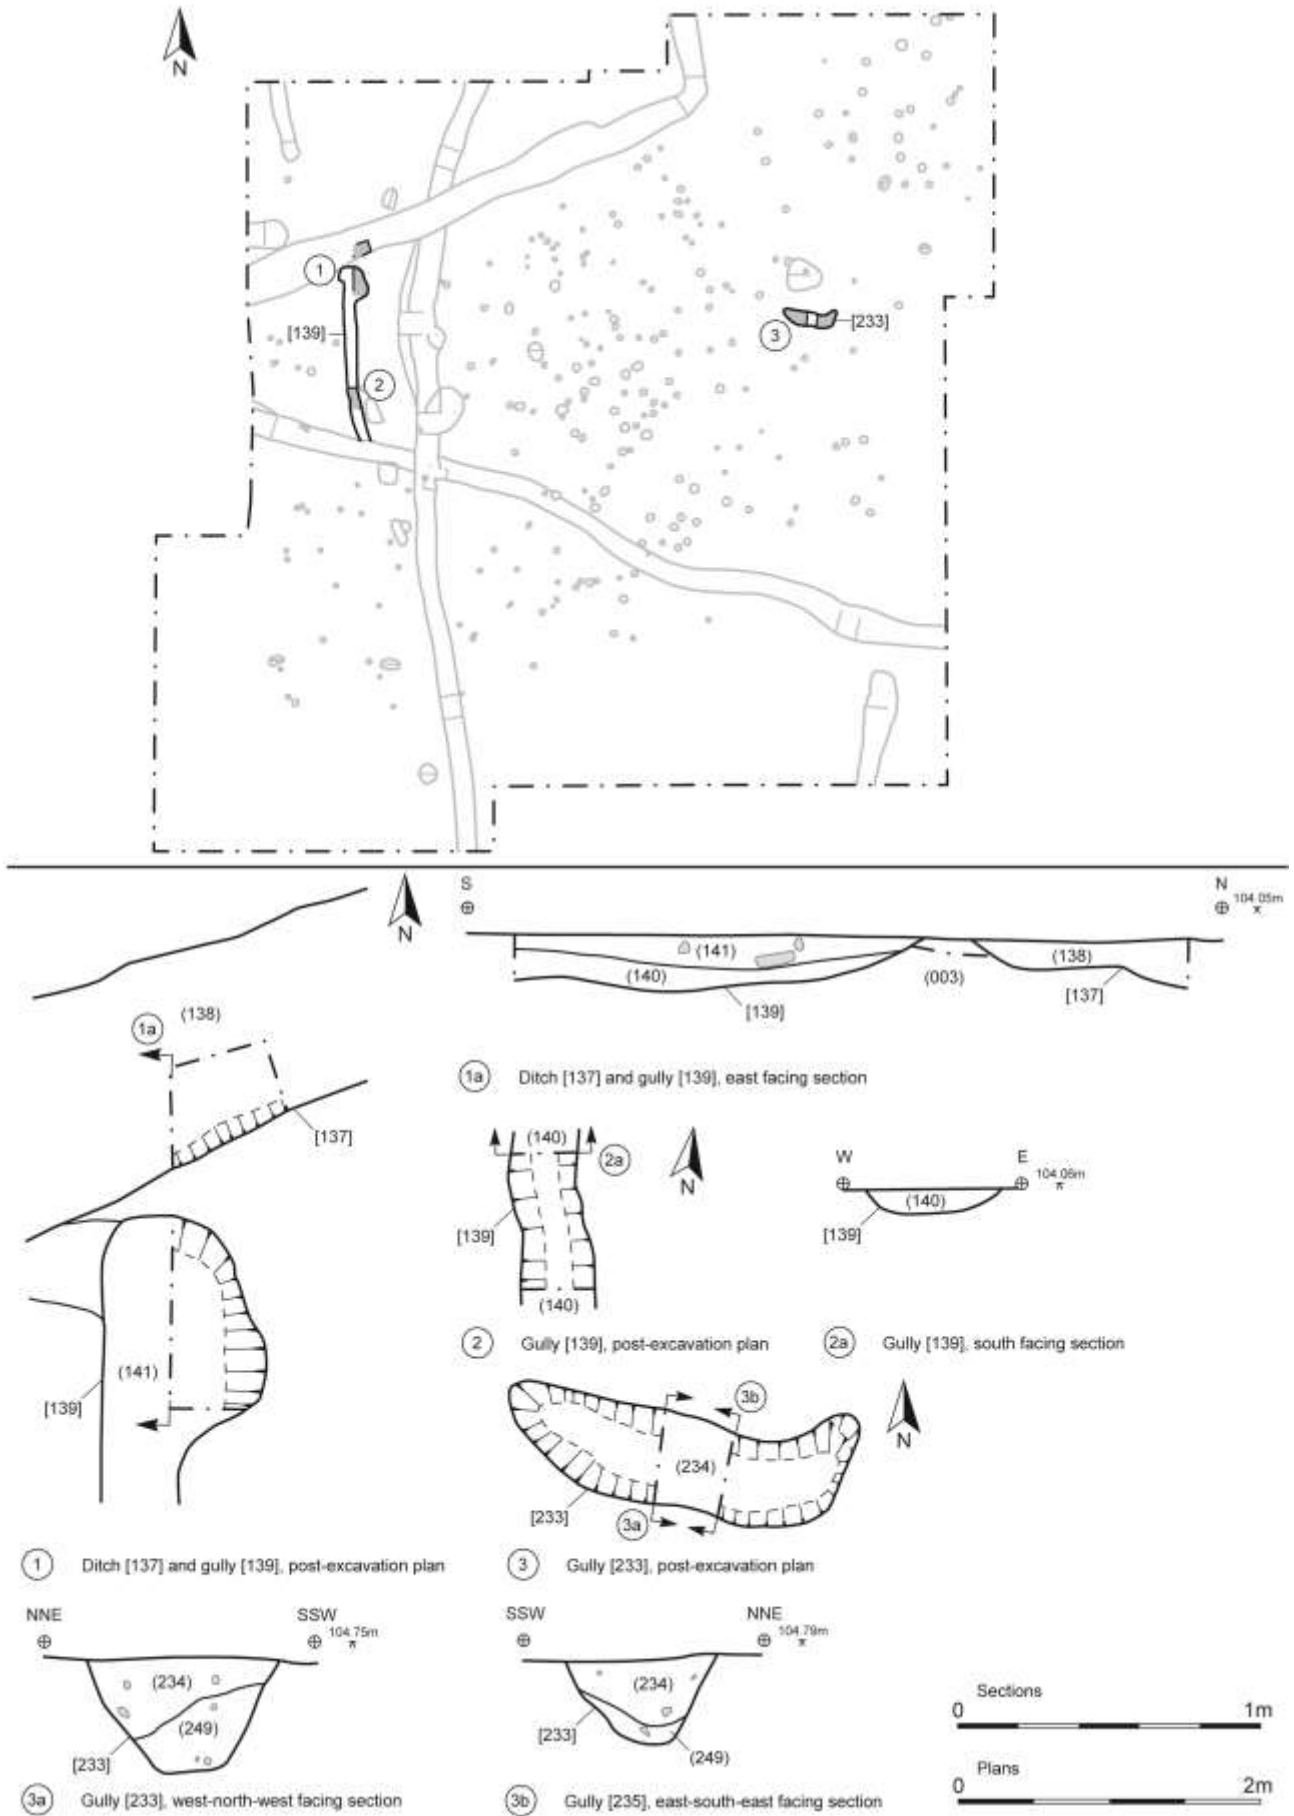 N
1
[139]
2
3
[233]
N
S
N
104.05m
(141)
(140)
(138)
(003)
[139]
[137]
1a
Ditch [137] and gully [139], east facing section
(138)
1a
[137]
(141)
[139]
1
Ditch [137] and gully [139], post-excavation plan
(140)
2a
N
[139]
(140)
2
Gully [139], post-excavation plan
W
E
104.06m
(140)
[139]
2a
Gully [139], south facing section
3b
N
(234)
[233]
3a
3
Gully [233], post-excavation plan
NNE
SSW
104.75m
(234)
(249)
[233]
3a
Gully [233], west-north-west facing section
SSW
NNE
104.79m
(234)
[233]
(249)
3b
Gully [235], east-south-east facing section
Sections
0
1m
Plans
0
2m